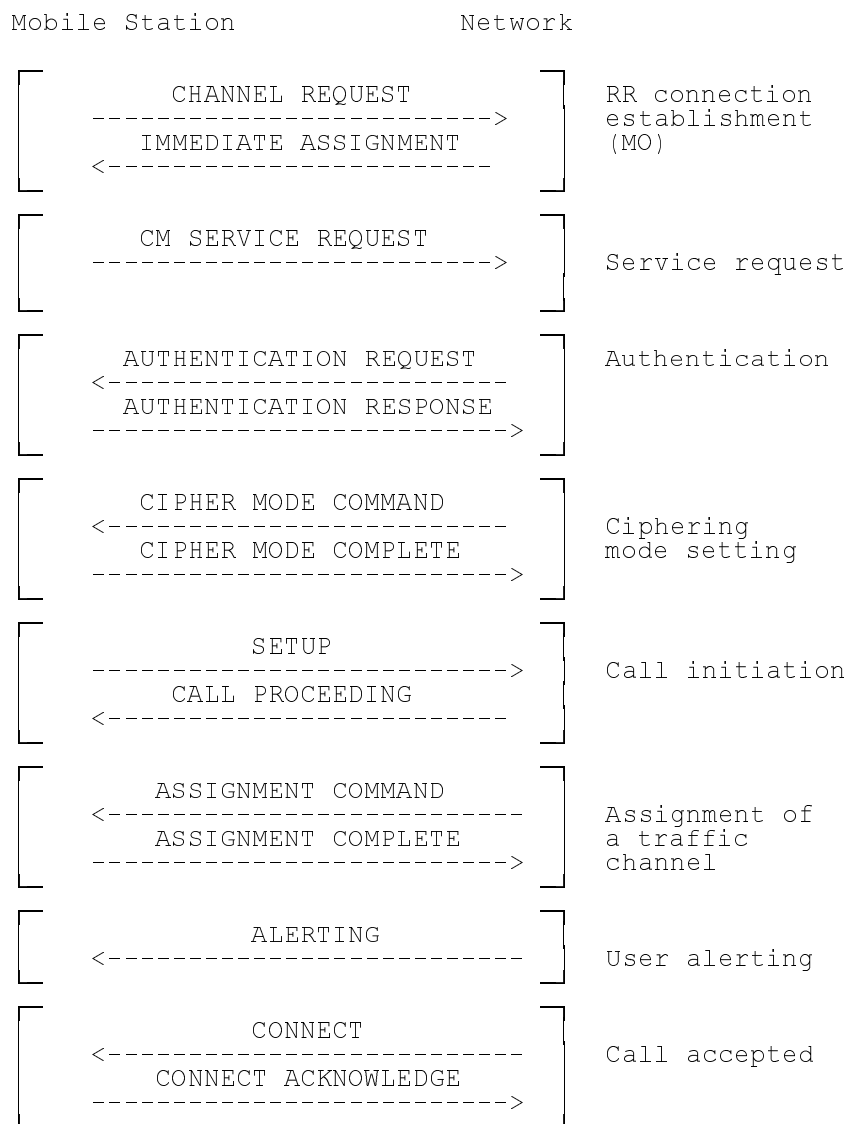 Mobile Station Network
CHANNEL REQUEST RR connection
------------------------> establishment
IMMEDIATE ASSIGNMENT (MO)
<------------------------
CM SERVICE REQUEST
-------------------------> Service request
AUTHENTICATION REQUEST Authentication
<-------------------------
AUTHENTICATION RESPONSE
-------------------------->
CIPHER MODE COMMAND
<------------------------- Ciphering
CIPHER MODE COMPLETE mode setting
-------------------------->
SETUP
--------------------------> Call initiation
CALL PROCEEDING
<-------------------------
ASSIGNMENT COMMAND
<-------------------------- Assignment of
ASSIGNMENT COMPLETE a traffic
--------------------------> channel
ALERTING
<-------------------------- User alerting
CONNECT
<-------------------------- Call accepted
CONNECT ACKNOWLEDGE
-------------------------->